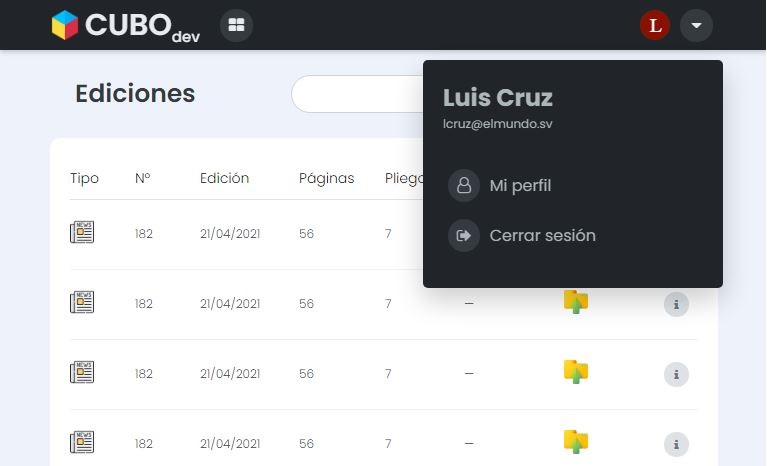 CUBO
dev
L
Ediciones
Luis Cruz
lcruz@elmundo.sv
Mi perfil
Cerrar sesión
Tipo Nº Edición Páginas Plieg
NEWS 182 21/04/2021 56 7
NEWS 182 21/04/2021 56 7 — i
NEWS 182 21/04/2021 56 7 — i
NEWS 182 21/04/2021 56 7 — i